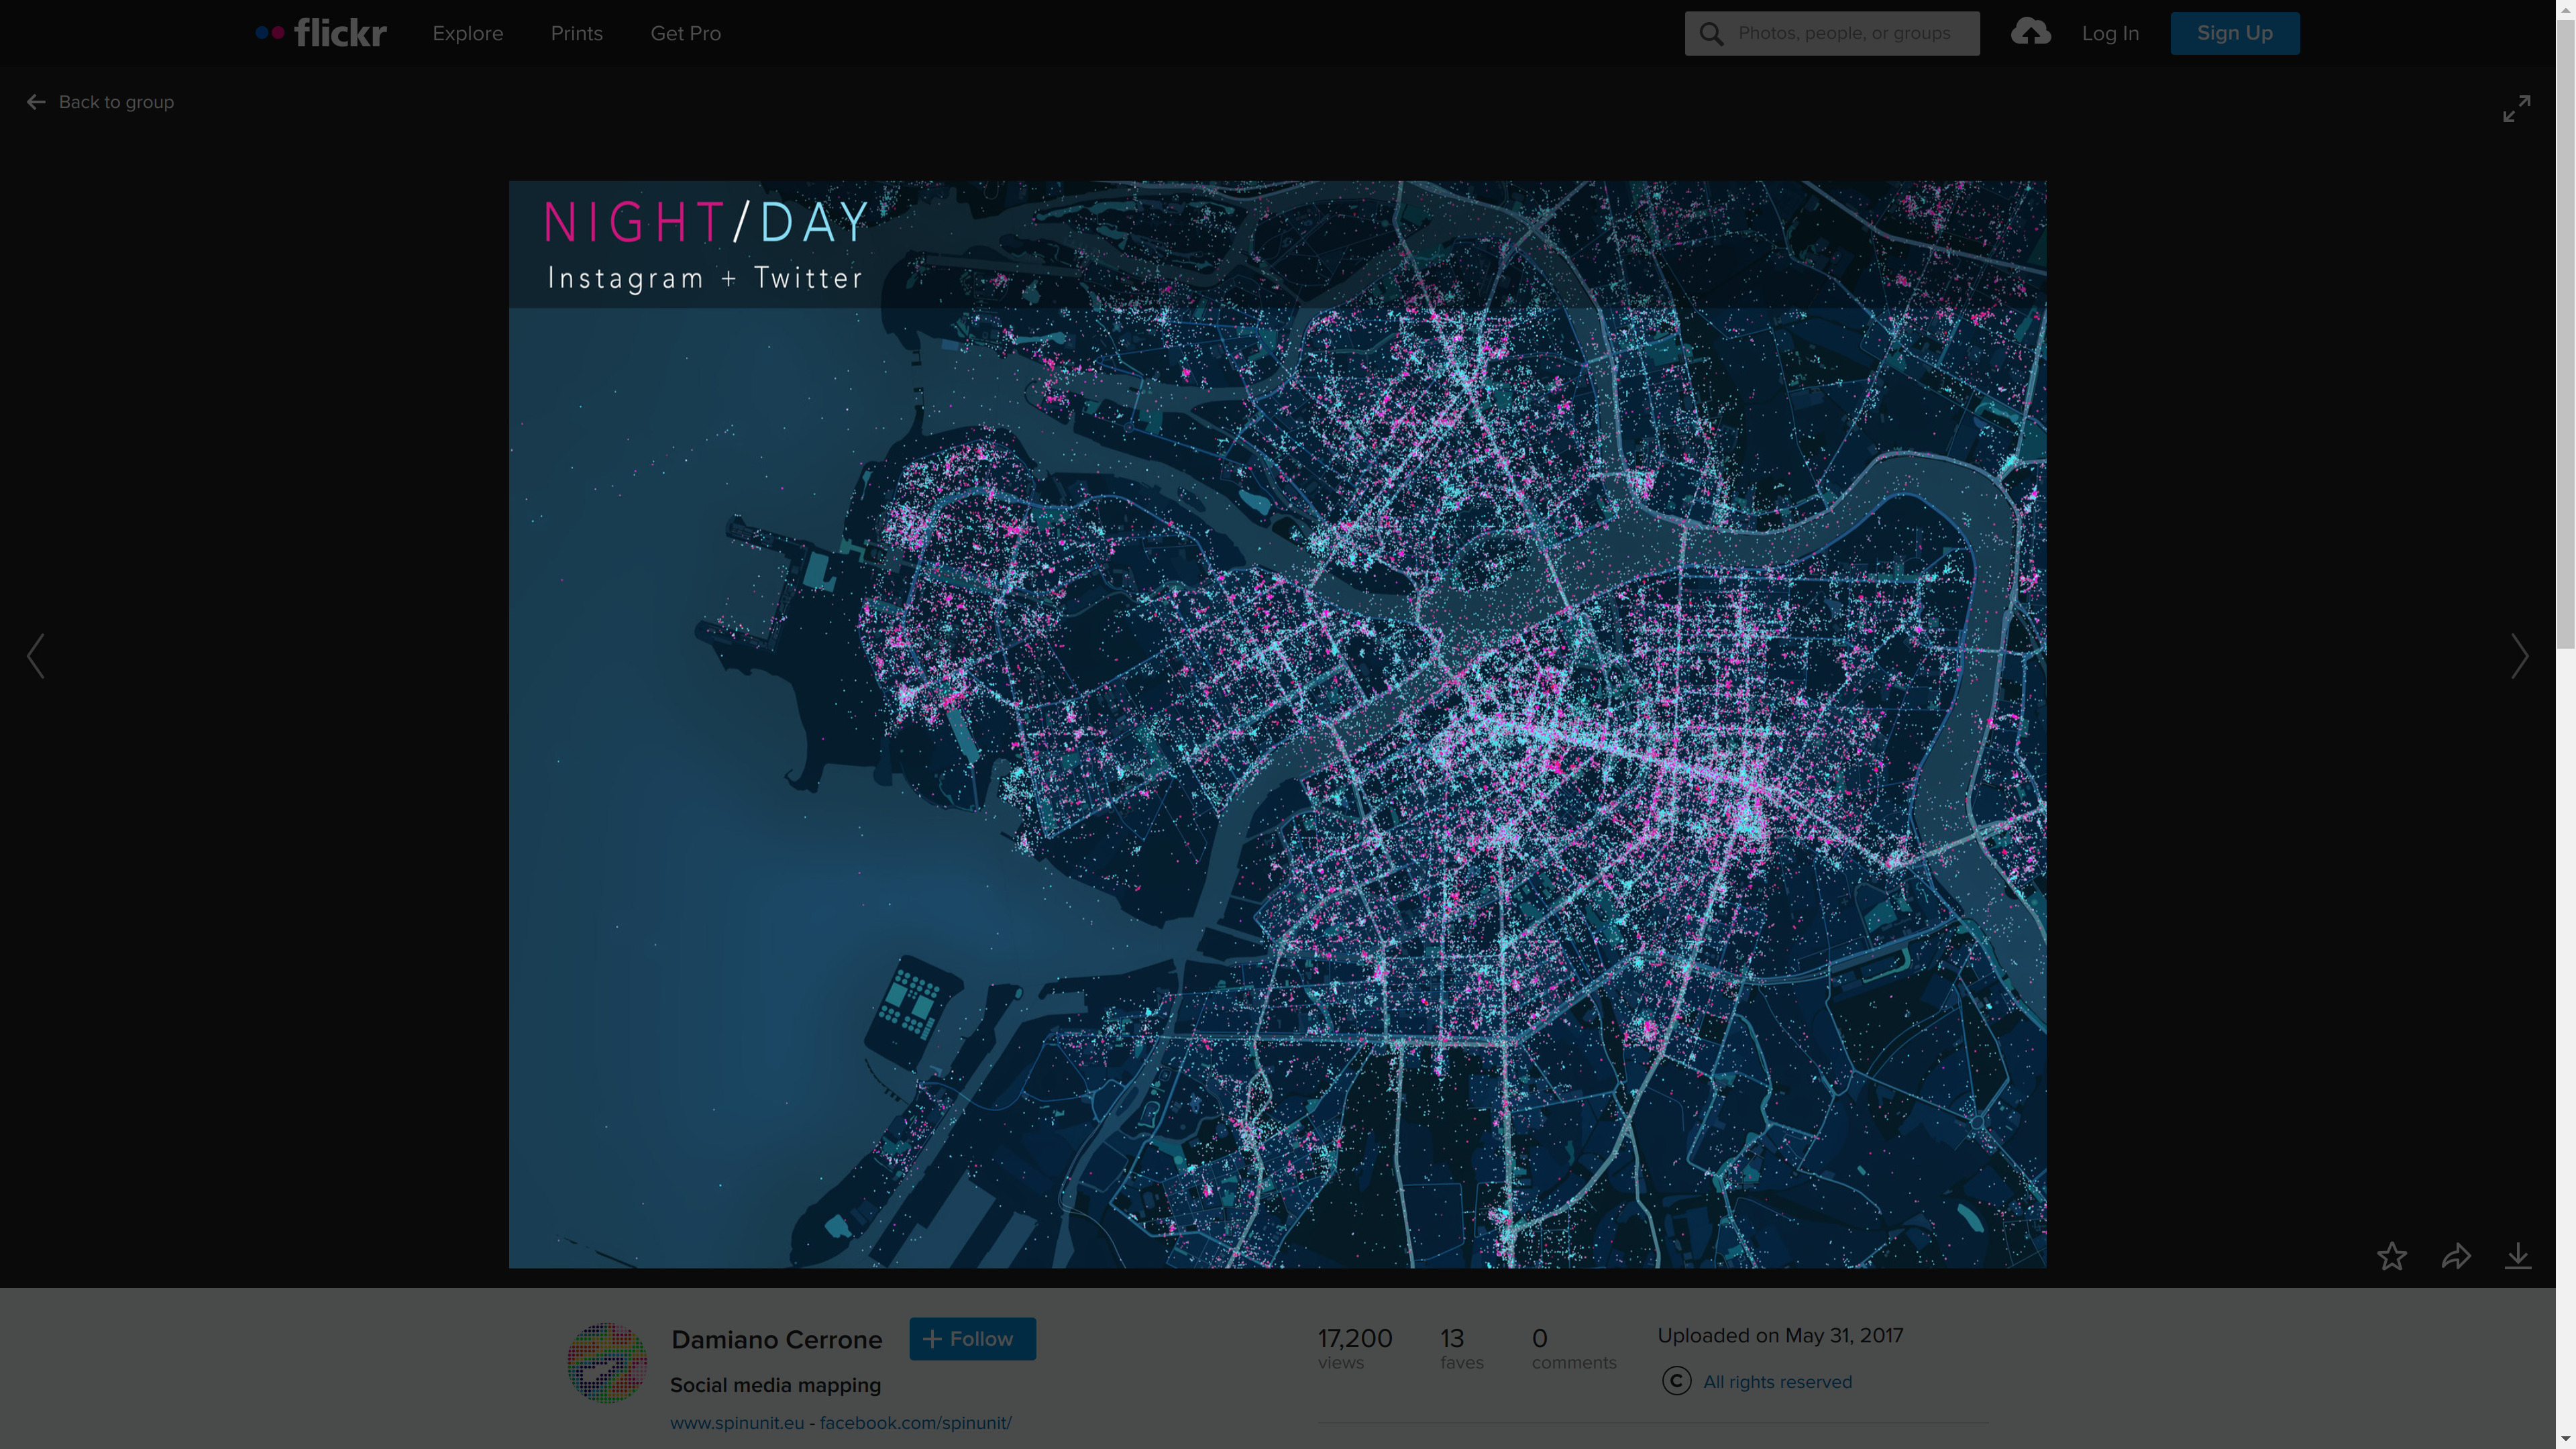 flickr Explore Prints Get Pro Photos, people, or groups Log In Sign Up
Back to group
NIGHT/DAY
Instagram + Twitter
Damiano Cerrone + Follow
Social media mapping
www.spinunit.eu - facebook.com/spinunit/
17,200 13 0 Uploaded on May 31, 2017
views faves comments
© All rights reserved